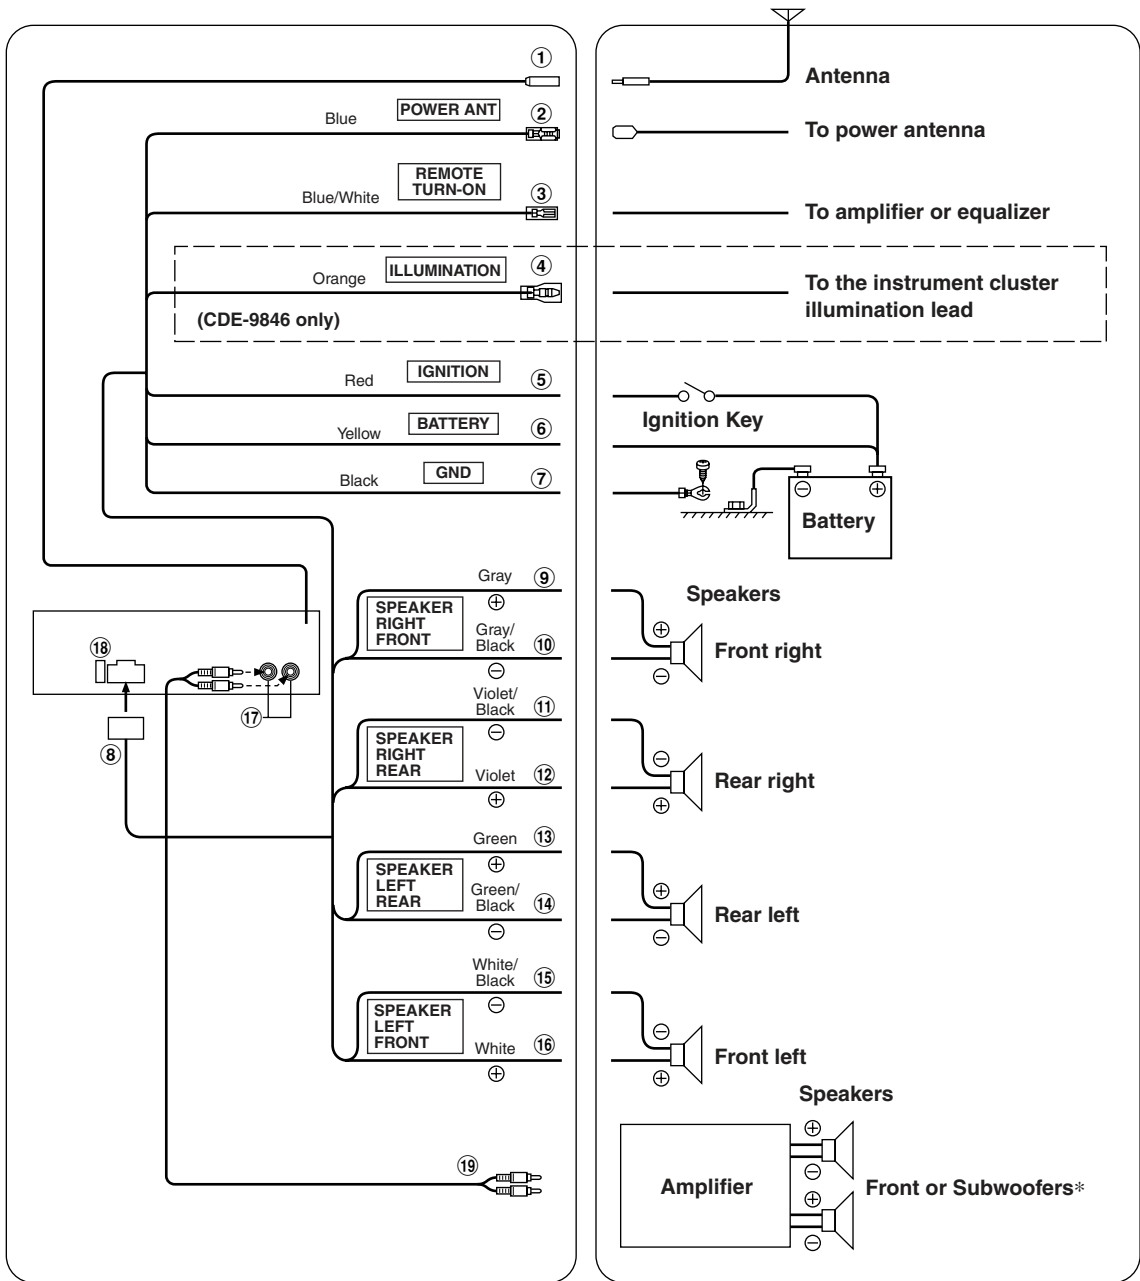 ①
Antenna
POWER ANT
②
Blue
To power antenna
REMOTE
TURN-ON
③
Blue/White
To amplifier or equalizer
ILLUMINATION
④
Orange
To the instrument cluster
illumination lead
(CDE-9846 only)
IGNITION
⑤
Red
Ignition Key
BATTERY
⑥
Yellow
GND
⑦
Black
⊖ ⊕
Battery
Gray ⑨
⊕
Speakers
SPEAKER
RIGHT
FRONT
Gray/
Black
⑩
⊖
⊕
Front right
⊖
⑱
⑰
⑧
Violet/
Black
⑪
⊖
SPEAKER
RIGHT
REAR
Violet ⑫
⊕
⊖
Rear right
⊕
Green ⑬
⊕
SPEAKER
LEFT
REAR
Green/
Black
⑭
⊖
⊕
Rear left
⊖
White/
Black
⑮
⊖
SPEAKER
LEFT
FRONT
White ⑯
⊕
⊖
Front left
⊕
Speakers
⑲
Amplifier
⊕
⊖
Front or Subwoofers*
⊕
⊖